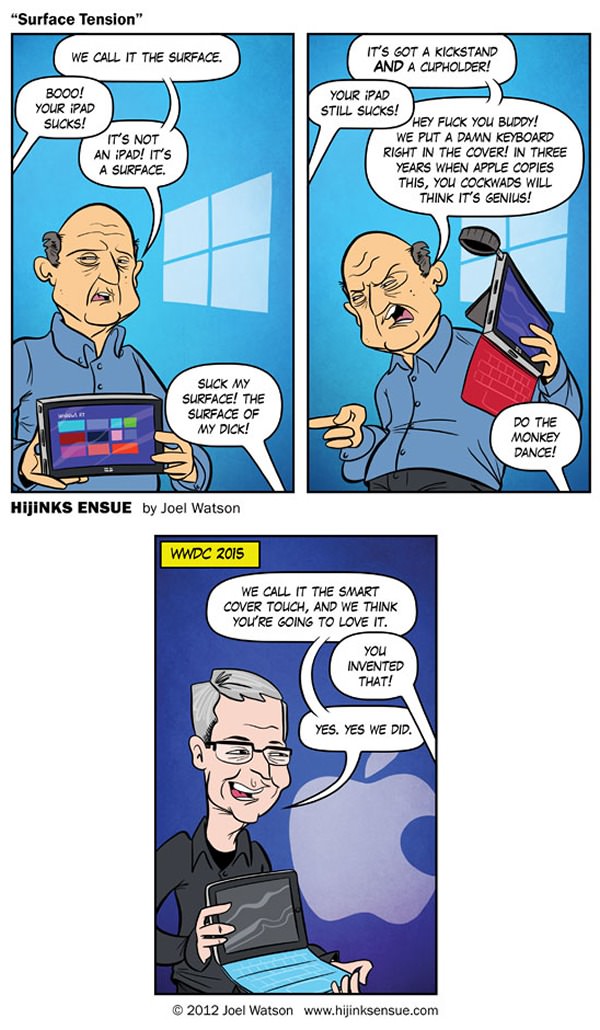 “Surface Tension”
WE CALL IT THE SURFACE.
BOOO!
YOUR iPAD
SUCKS!
IT'S NOT
AN iPAD! IT'S
A SURFACE.
WINDOWS RT
SUCK MY
SURFACE! THE
SURFACE OF
MY DICK!
IT'S GOT A KICKSTAND
AND A CUPHOLDER!
YOUR iPAD
STILL SUCKS!
HEY FUCK YOU BUDDY!
WE PUT A DAMN KEYBOARD
RIGHT IN THE COVER! IN THREE
YEARS WHEN APPLE COPIES
THIS, YOU COCKWADS WILL
THINK IT'S GENIUS!
DO THE
MONKEY
DANCE!
HijiNKS ENSUE by Joel Watson
WWDC 2015
WE CALL IT THE SMART
COVER TOUCH, AND WE THINK
YOU'RE GOING TO LOVE IT.
YOU
INVENTED
THAT!
YES. YES WE DID.
© 2012 Joel Watson www.hijinksensue.com